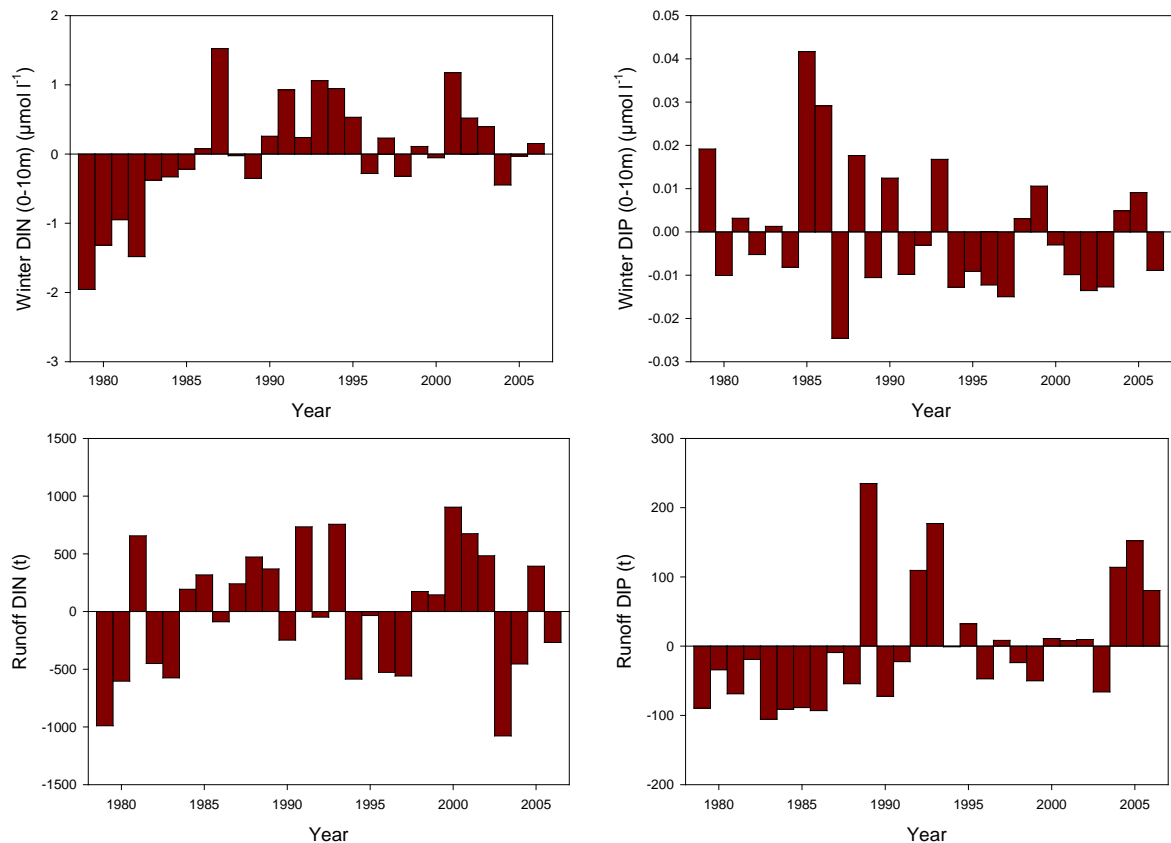 Winter DIN (0-10m) (µmol l⁻¹)
2
1
0
-1
-2
-3
1980 1985 1990 1995 2000 2005
Year
Winter DIP (0-10m) (µmol l⁻¹)
0.05
0.04
0.03
0.02
0.01
0.00
-0.01
-0.02
-0.03
1980 1985 1990 1995 2000 2005
Year
Runoff DIN (t)
1500
1000
500
0
-500
-1000
-1500
1980 1985 1990 1995 2000 2005
Year
Runoff DIP (t)
300
200
100
0
-100
-200
1980 1985 1990 1995 2000 2005
Year